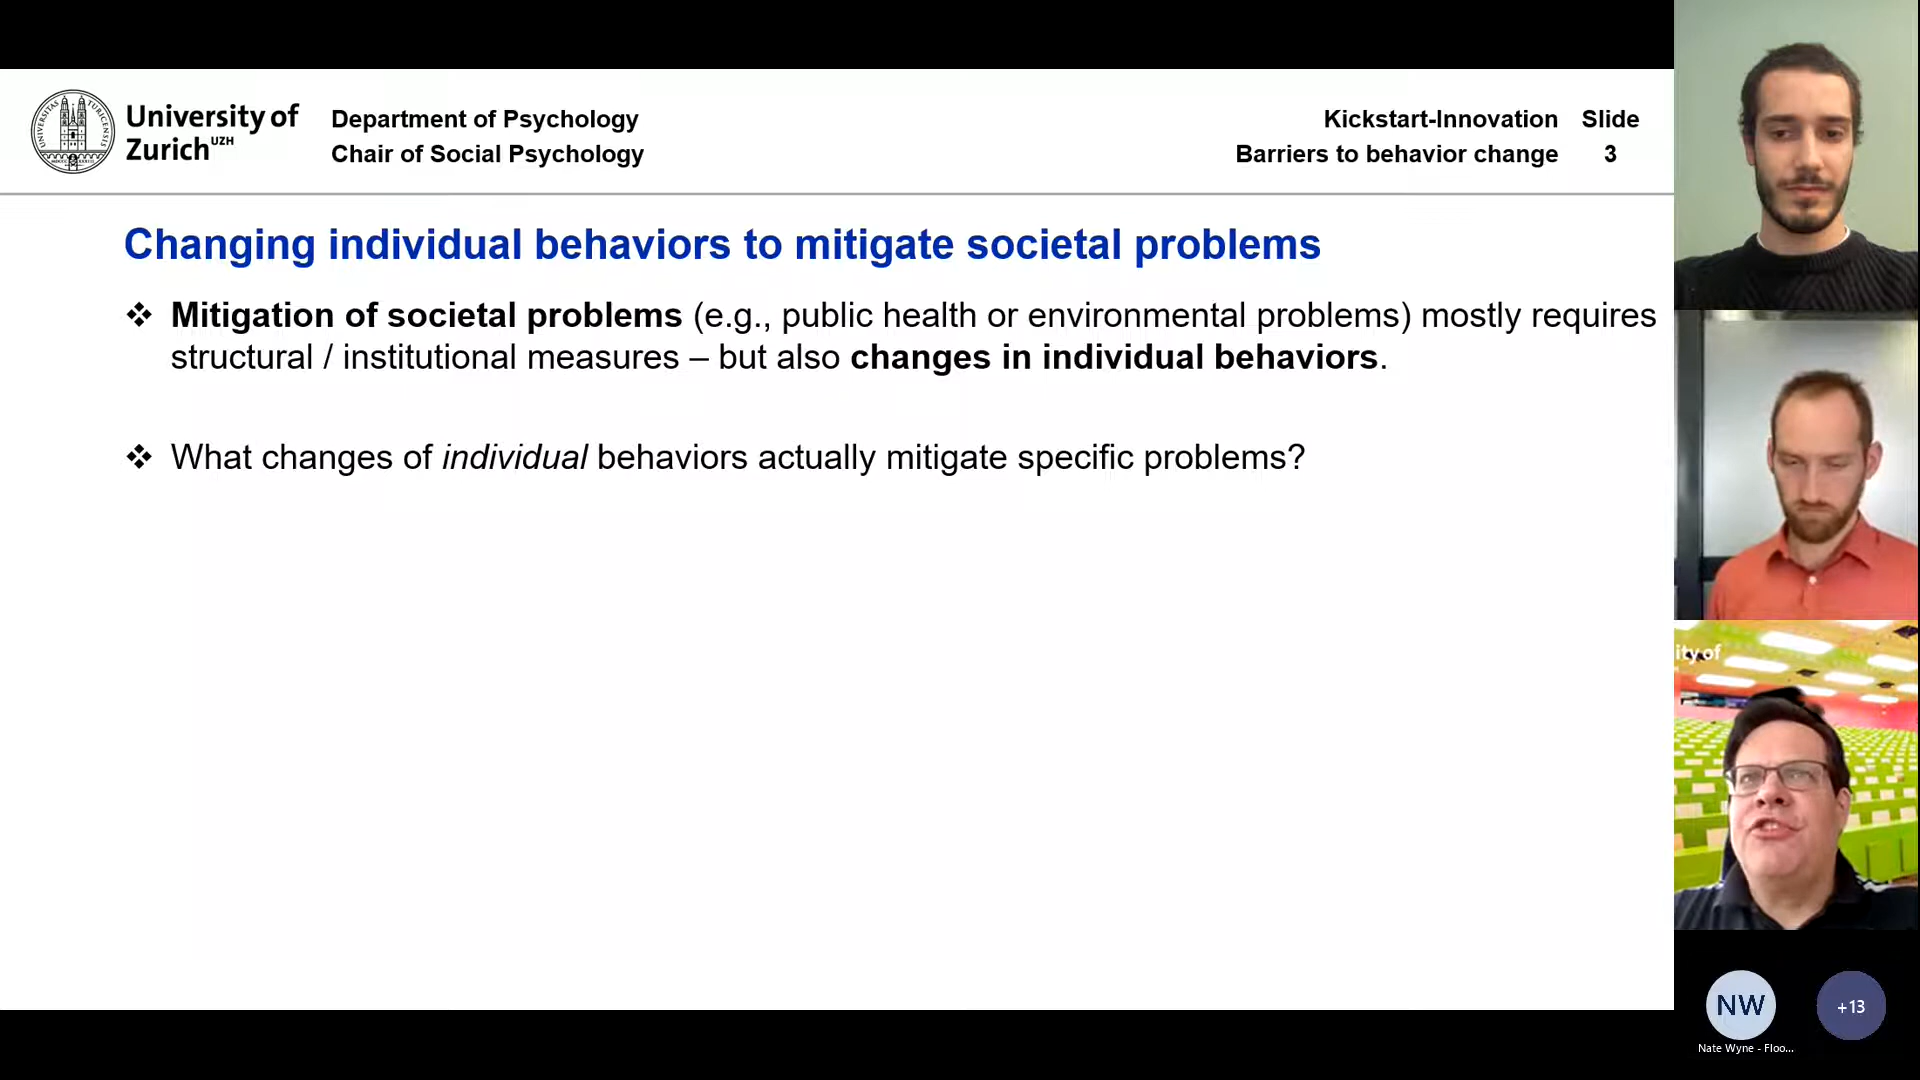 University of
Zurich UZH
Department of Psychology
Chair of Social Psychology
Kickstart-Innovation
Barriers to behavior change
Slide
3
Changing individual behaviors to mitigate societal problems
❖ Mitigation of societal problems (e.g., public health or environmental problems) mostly requires
structural / institutional measures – but also changes in individual behaviors.
❖ What changes of individual behaviors actually mitigate specific problems?
ity of
NW
+13
Nate Wyne - Floo...